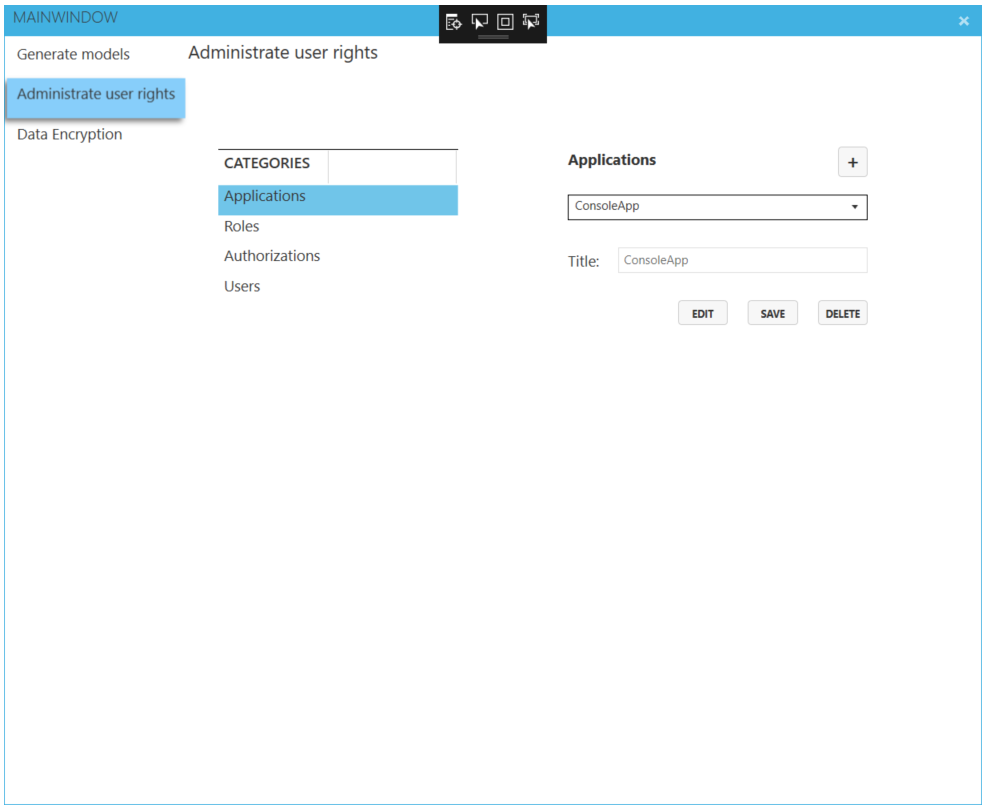 MAINWINDOW
Generate models
Administrate user rights
Data Encryption
Administrate user rights
CATEGORIES
Applications
Roles
Authorizations
Users
Applications
+
ConsoleApp
Title: ConsoleApp
EDIT SAVE DELETE